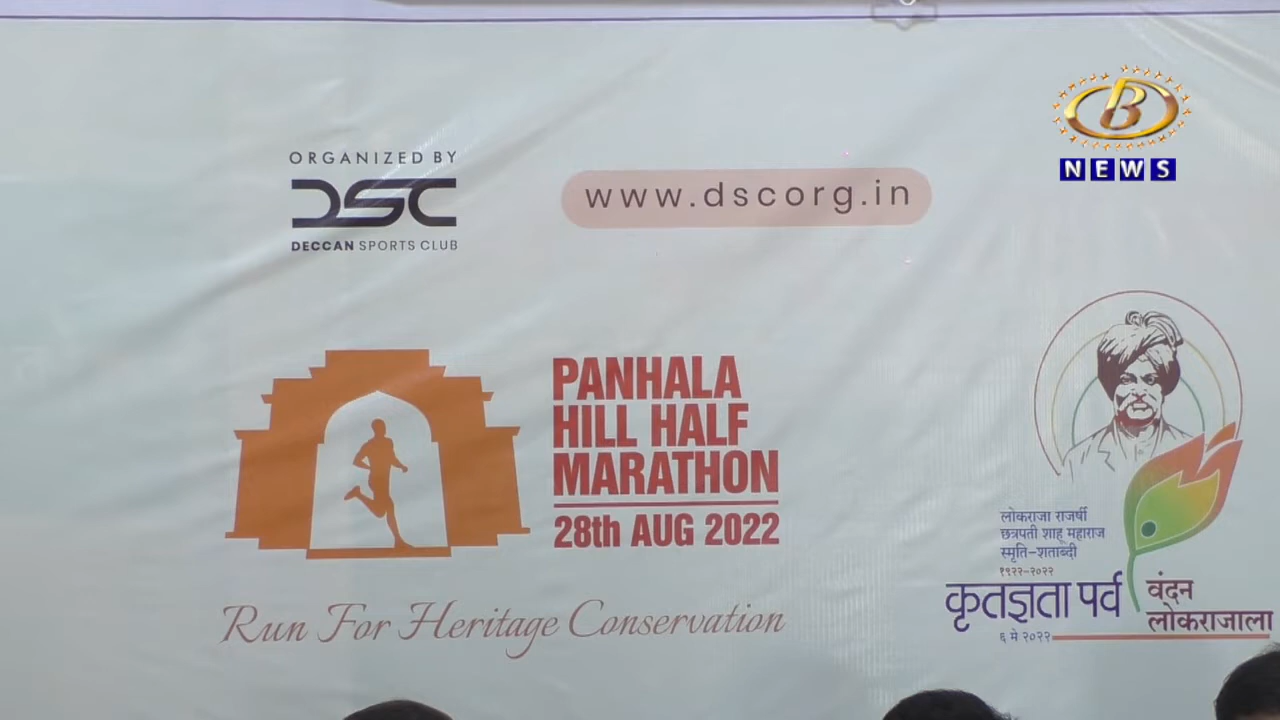 ORGANIZED BY
DSC
DECCAN SPORTS CLUB
www.dscorg.in
B
NEWS
PANHALA
HILL HALF
MARATHON
28th AUG 2022
Run For Heritage Conservation
लोकराजा राजर्षी
छत्रपती शाहू महाराज
स्मृति-शताब्दी
१९२२-२०२२
कृतज्ञता पर्व
६ मे २०२२
वंदन
लोकराजाला